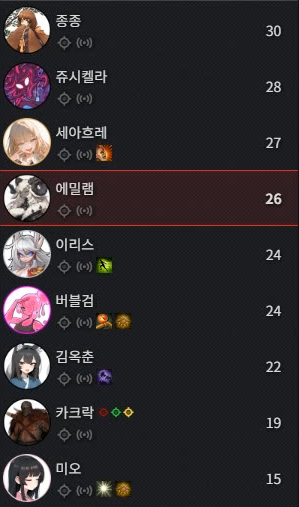 종종 30
쥬시켈라 28
세아흐레 27
에밀램 26
이리스 24
버블검 24
김옥춘 22
카크락 19
미오 15